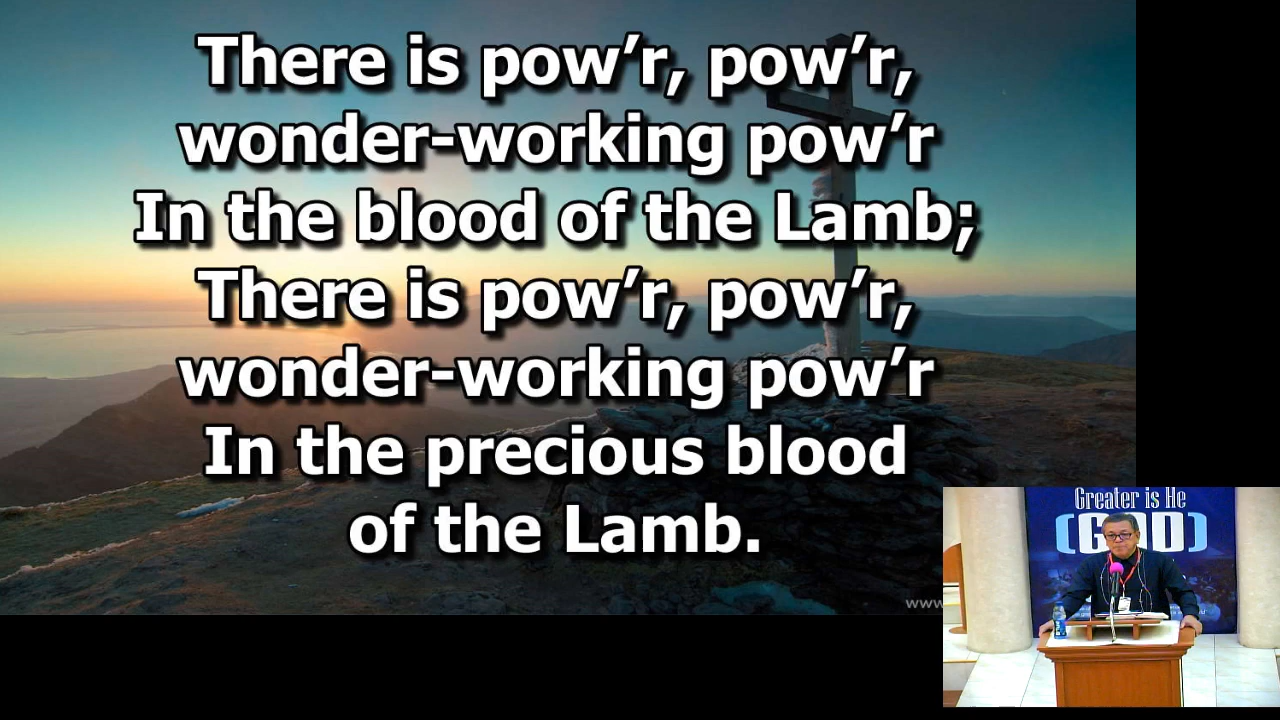 There is pow’r, pow’r,
wonder-working pow’r
In the blood of the Lamb;
There is pow’r, pow’r,
wonder-working pow’r
In the precious blood
of the Lamb.
www
Greater is He
(GOD)